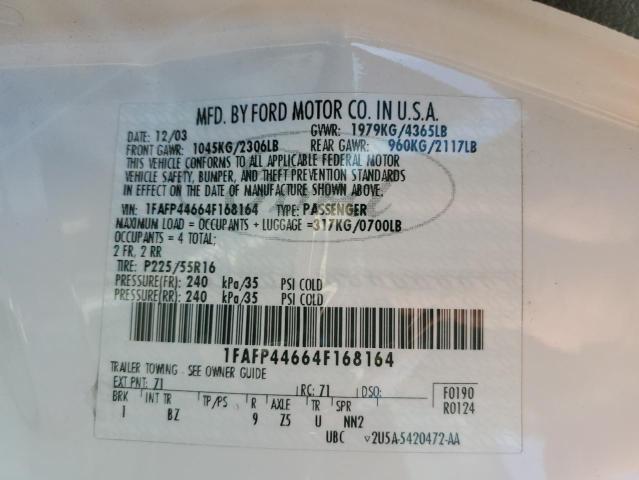 MFD. BY FORD MOTOR CO. IN U.S.A.
DATE: 12/03 GVWR: 1979KG/4365LB
FRONT GAWR: 1045KG/2306LB REAR GAWR: 960KG/2117LB
THIS VEHICLE CONFORMS TO ALL APPLICABLE FEDERAL MOTOR
VEHICLE SAFETY, BUMPER, AND THEFT PREVENTION STANDARDS
IN EFFECT ON THE DATE OF MANUFACTURE SHOWN ABOVE.
VIN: 1FAFP44664F168164 TYPE: PASSENGER
MAXIMUM LOAD = OCCUPANTS + LUGGAGE = 317KG/0700LB
OCCUPANTS = 4 TOTAL;
2 FR, 2 RR
TIRE: P225/55R16
PRESSURE(FR): 240 kPa/35 PSI COLD
PRESSURE(RR): 240 kPa/35 PSI COLD
1FAFP44664F168164
TRAILER TOWING - SEE OWNER GUIDE
EXT PNT: Z1 RC: 71 DSO: F0190
BRK INT TR TP/PS R AXLE TR SPR R0124
1 BZ 9 Z5 U NN2
UBC v2U5A-5420472-AA